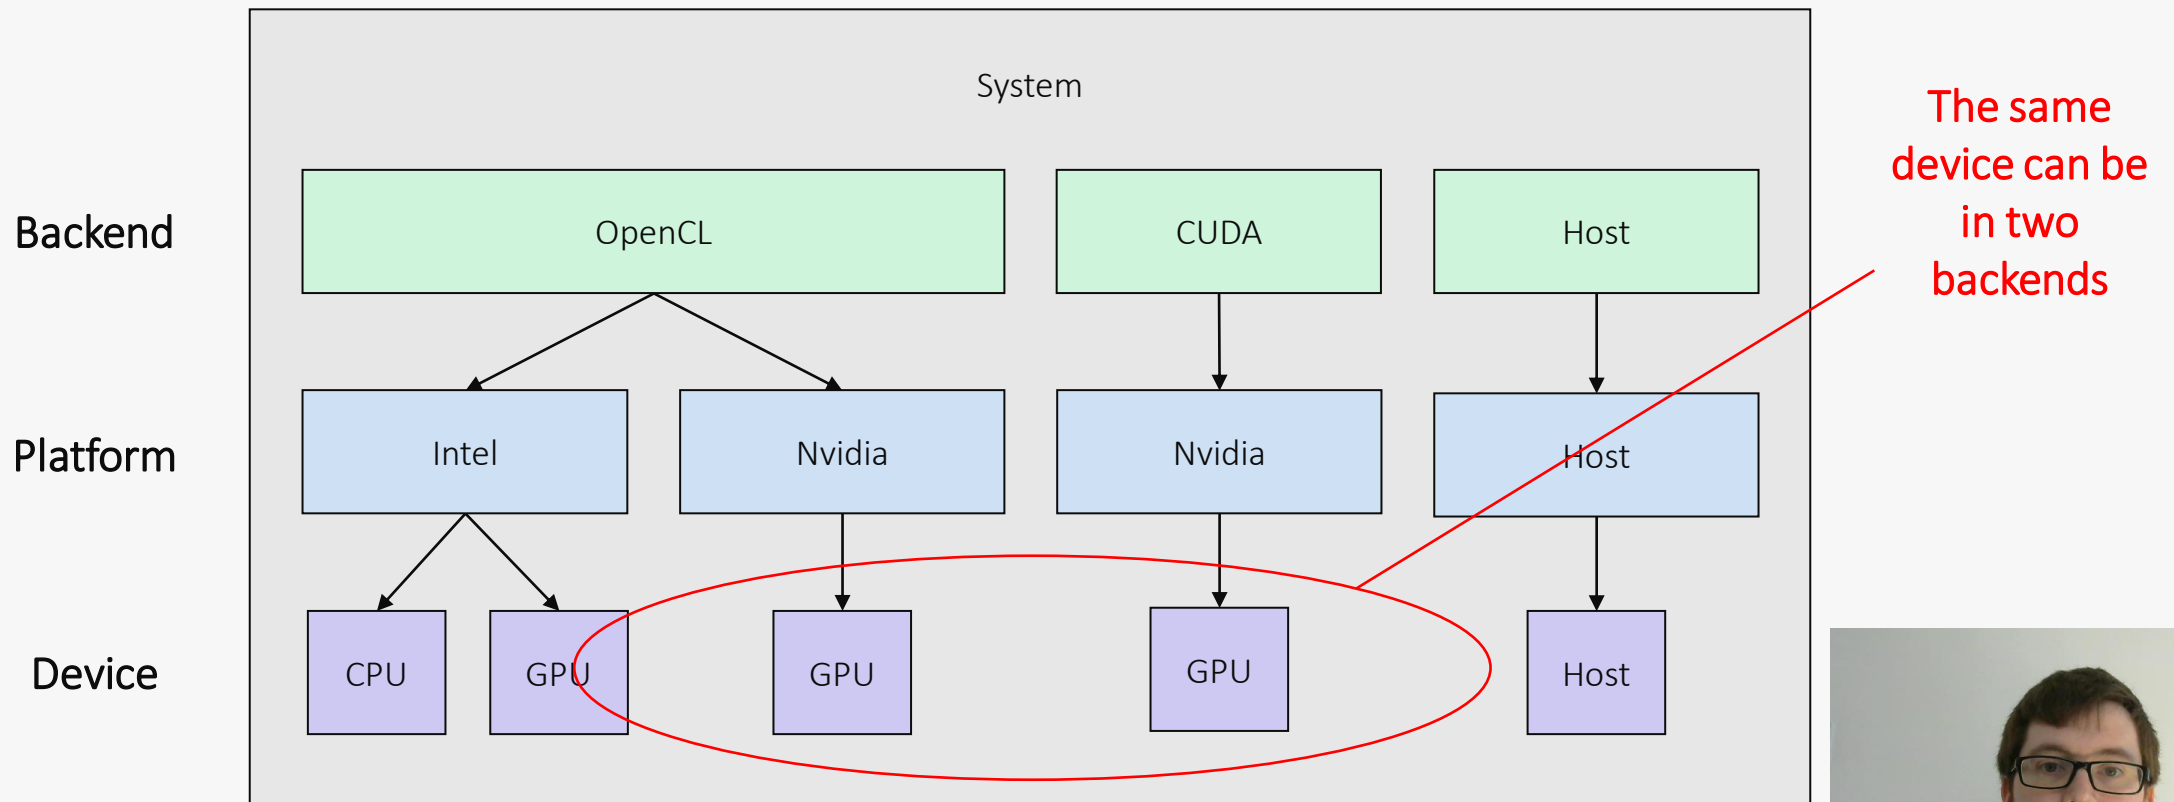 System
The same
device can be
in two
backends
Backend
OpenCL
CUDA
Host
Platform
Intel
Nvidia
Nvidia
Host
Device
CPU
GPU
GPU
GPU
Host